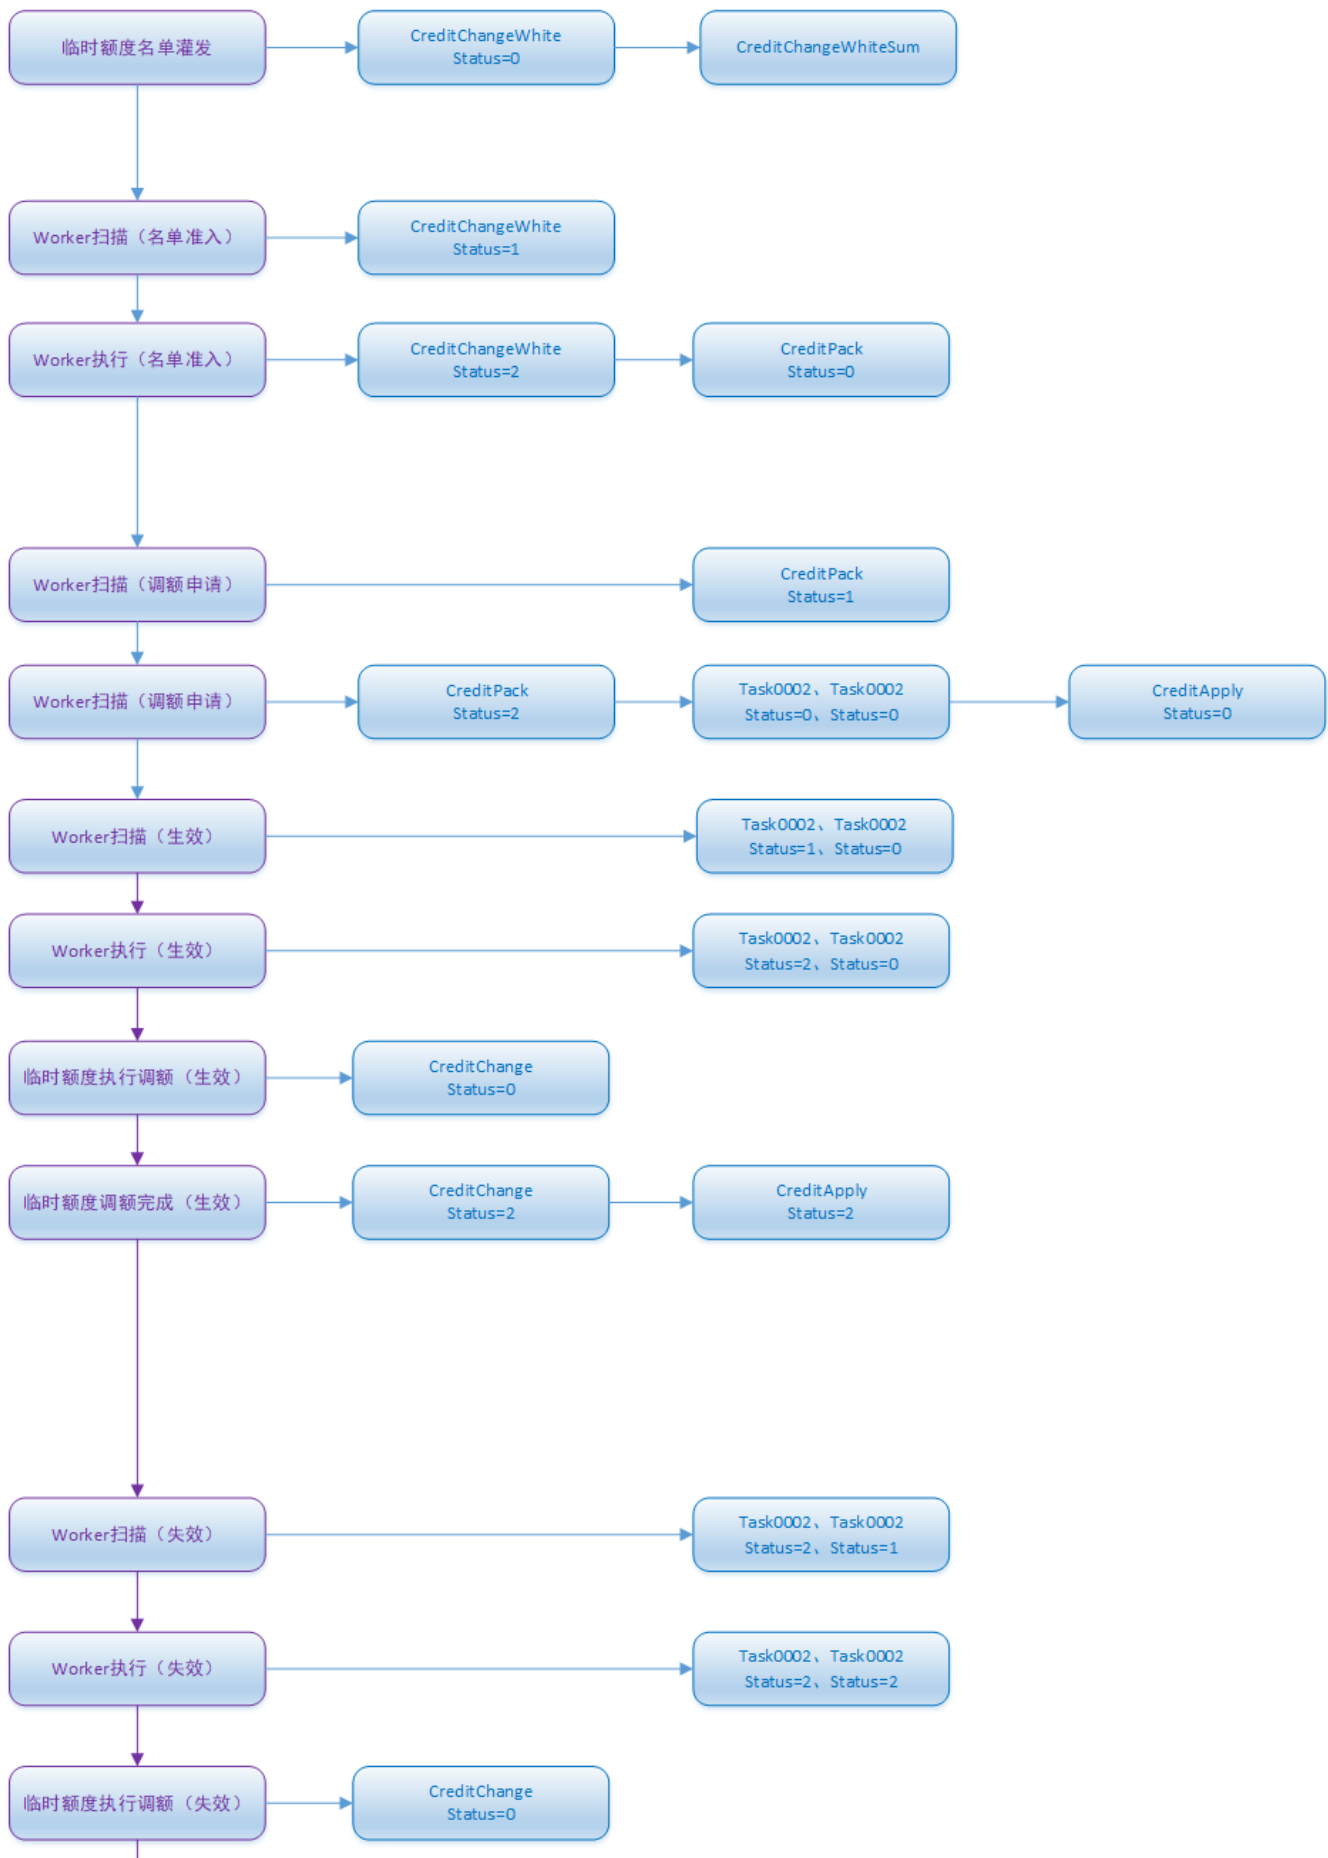 临时额度名单灌发
CreditChangeWhite
Status=0
CreditChangeWhiteSum
Worker扫描（名单准入）
CreditChangeWhite
Status=1
Worker执行（名单准入）
CreditChangeWhite
Status=2
CreditPack
Status=0
Worker扫描（调额申请）
CreditPack
Status=1
Worker扫描（调额申请）
CreditPack
Status=2
Task0002、Task0002
Status=0、Status=0
CreditApply
Status=0
Worker扫描（生效）
Task0002、Task0002
Status=1、Status=0
Worker执行（生效）
Task0002、Task0002
Status=2、Status=0
临时额度执行调额（生效）
CreditChange
Status=0
临时额度调额完成（生效）
CreditChange
Status=2
CreditApply
Status=2
Worker扫描（失效）
Task0002、Task0002
Status=2、Status=1
Worker执行（失效）
Task0002、Task0002
Status=2、Status=2
临时额度执行调额（失效）
CreditChange
Status=0